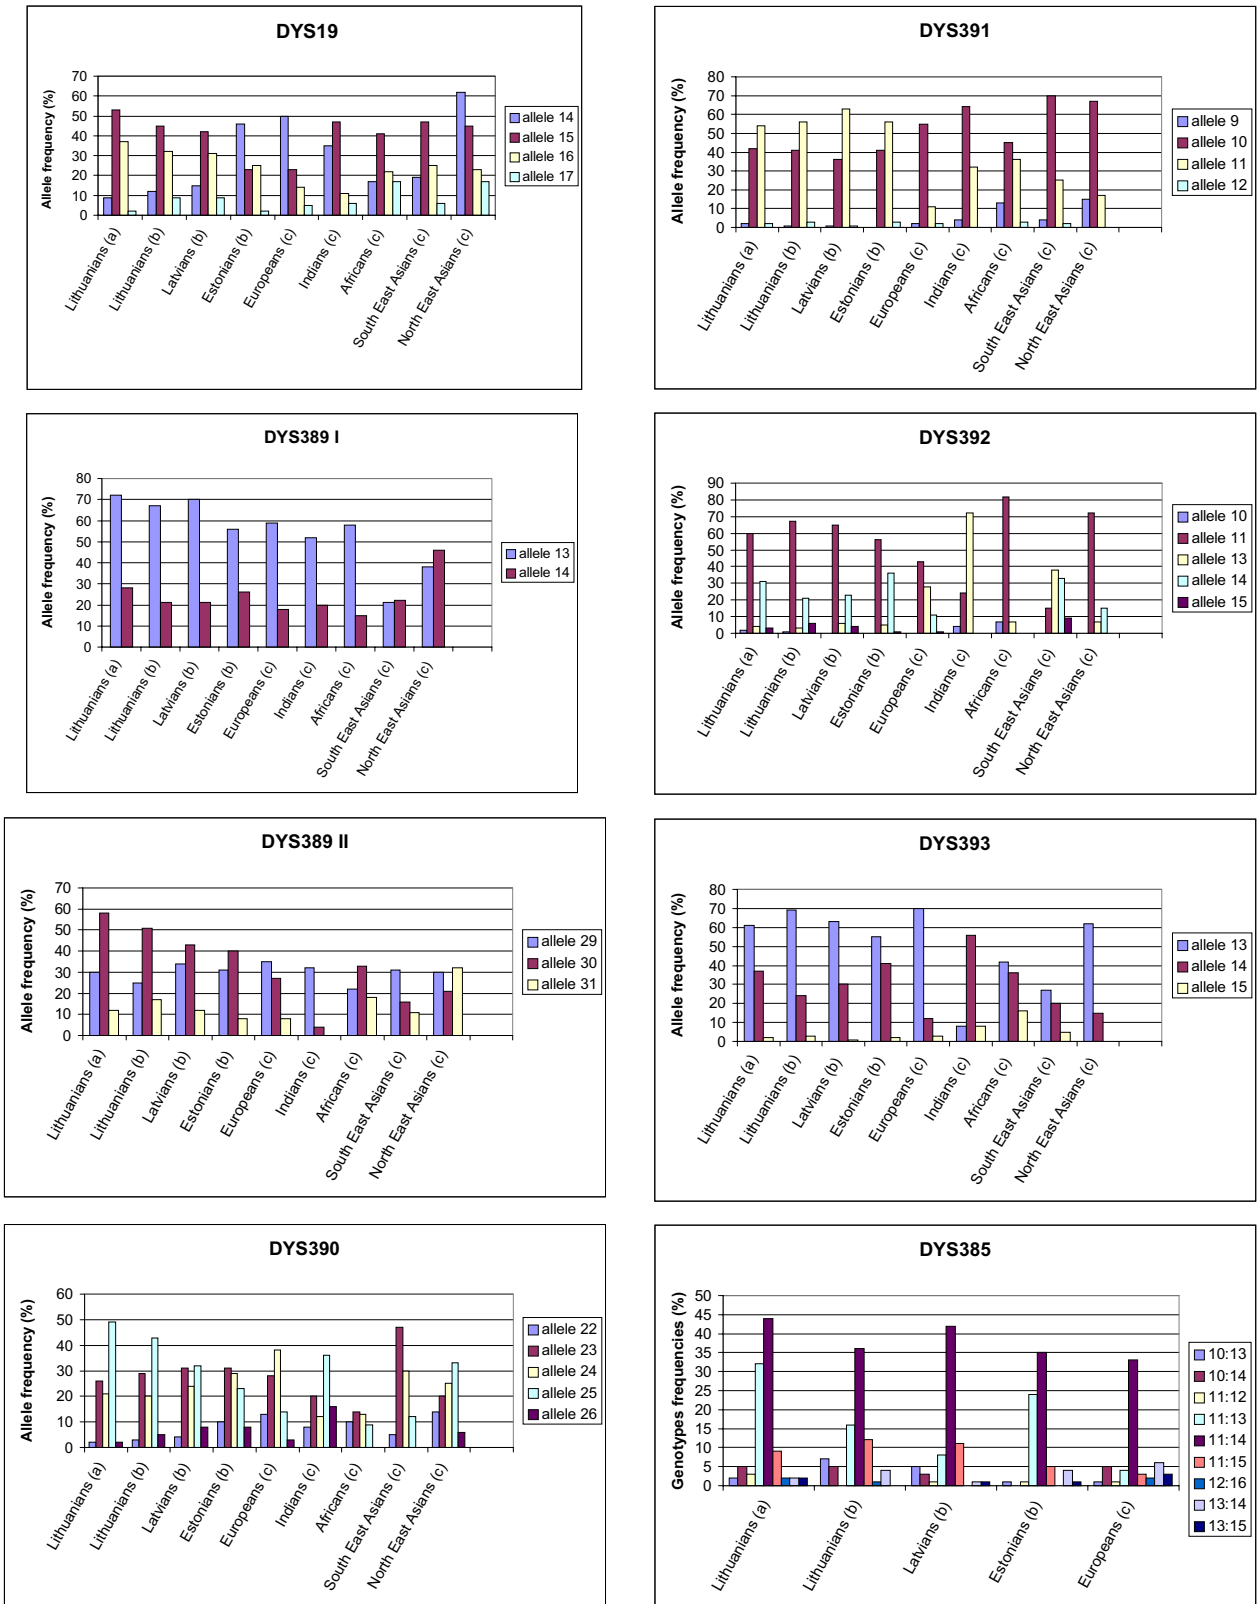 DYS19
Allele frequency (%)
70
60
50
40
30
20
10
0
Lithuanians (a)
Lithuanians (b)
Latvians (b)
Estonians (b)
Europeans (c)
Indians (c)
Africans (c)
South East Asians (c)
North East Asians (c)
allele 14
allele 15
allele 16
allele 17
DYS391
Allele frequency (%)
80
70
60
50
40
30
20
10
0
Lithuanians (a)
Lithuanians (b)
Latvians (b)
Estonians (b)
Europeans (c)
Indians (c)
Africans (c)
South East Asians (c)
North East Asians (c)
allele 9
allele 10
allele 11
allele 12
DYS389 I
Allele frequency (%)
80
70
60
50
40
30
20
10
0
Lithuanians (a)
Lithuanians (b)
Latvians (b)
Estonians (b)
Europeans (c)
Indians (c)
Africans (c)
South East Asians (c)
North East Asians (c)
allele 13
allele 14
DYS392
Allele frequency (%)
90
80
70
60
50
40
30
20
10
0
Lithuanians (a)
Lithuanians (b)
Latvians (b)
Estonians (b)
Europeans (c)
Indians (c)
Africans (c)
South East Asians (c)
North East Asians (c)
allele 10
allele 11
allele 13
allele 14
allele 15
DYS389 II
Allele frequency (%)
70
60
50
40
30
20
10
0
Lithuanians (a)
Lithuanians (b)
Latvians (b)
Estonians (b)
Europeans (c)
Indians (c)
Africans (c)
South East Asians (c)
North East Asians (c)
allele 29
allele 30
allele 31
DYS393
Allele frequency (%)
80
70
60
50
40
30
20
10
0
Lithuanians (a)
Lithuanians (b)
Latvians (b)
Estonians (b)
Europeans (c)
Indians (c)
Africans (c)
South East Asians (c)
North East Asians (c)
allele 13
allele 14
allele 15
DYS390
Allele frequency (%)
60
50
40
30
20
10
0
Lithuanians (a)
Lithuanians (b)
Latvians (b)
Estonians (b)
Europeans (c)
Indians (c)
Africans (c)
South East Asians (c)
North East Asians (c)
allele 22
allele 23
allele 24
allele 25
allele 26
DYS385
Genotypes frequencies (%)
50
45
40
35
30
25
20
15
10
5
0
Lithuanians (a)
Lithuanians (b)
Latvians (b)
Estonians (b)
Europeans (c)
10:13
10:14
11:12
11:13
11:14
11:15
12:16
13:14
13:15